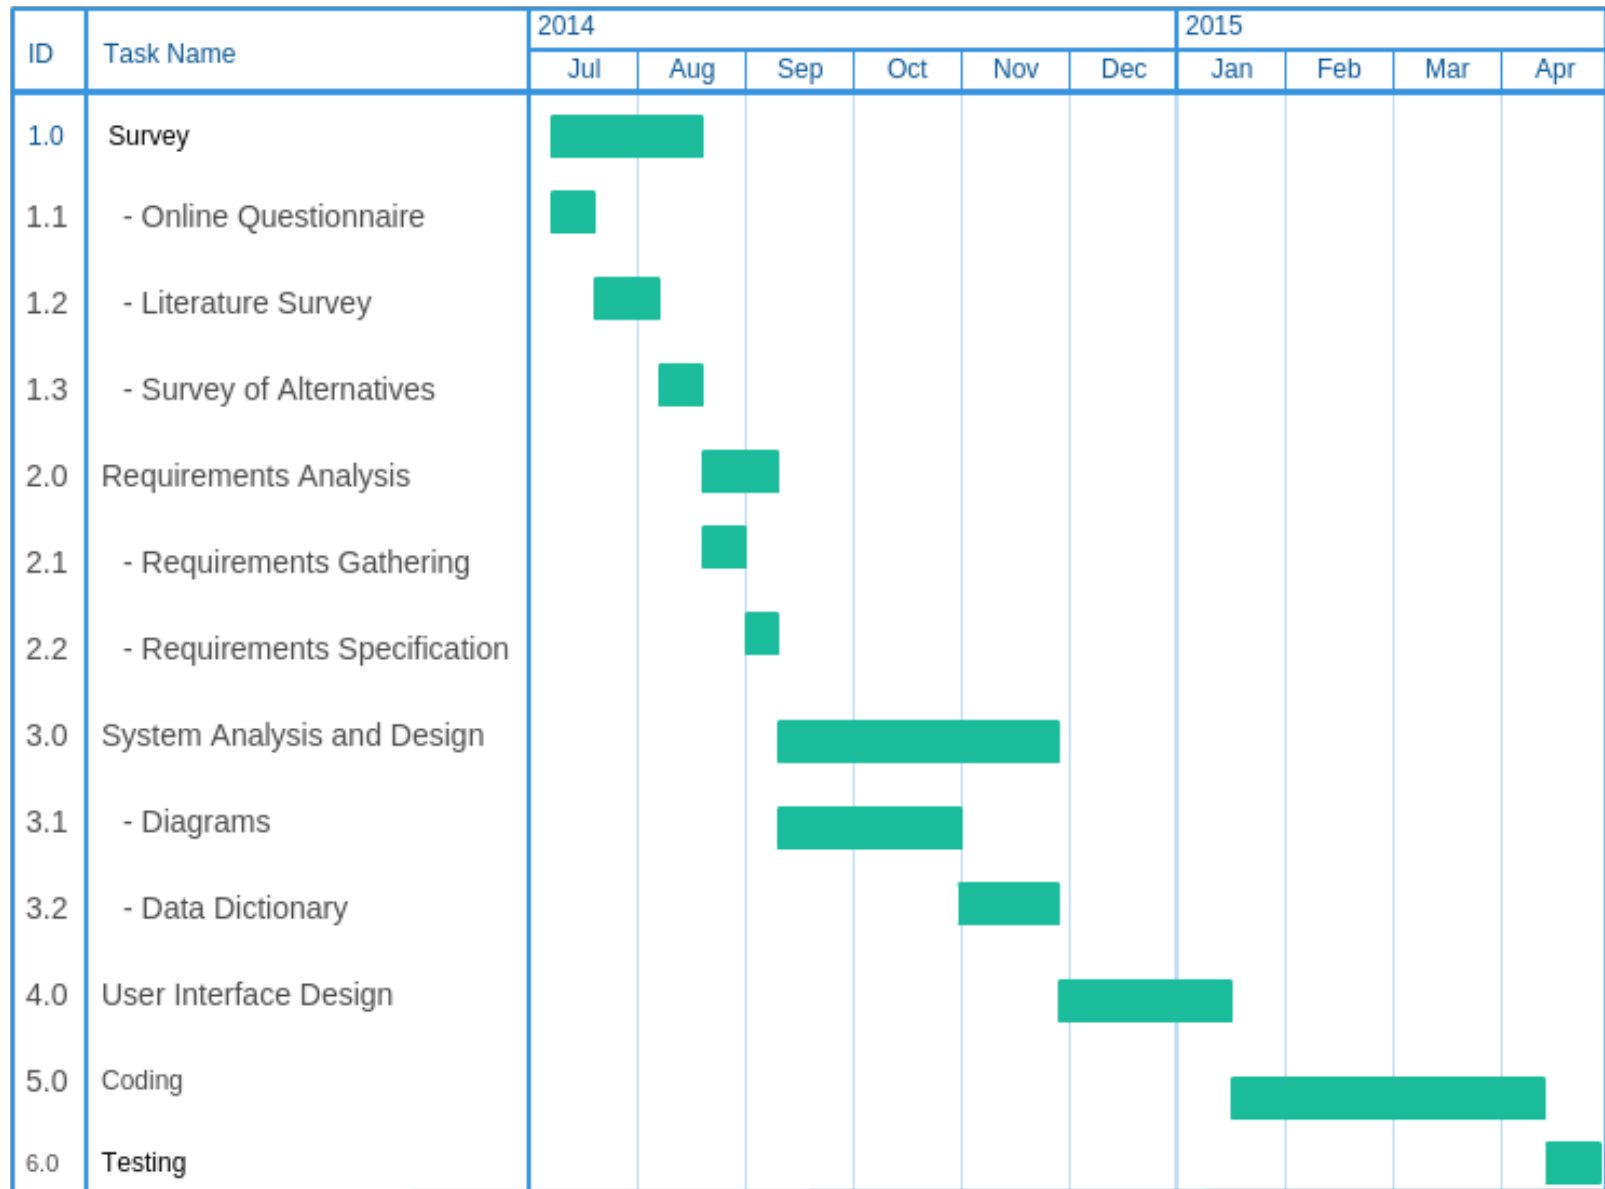 2014 2015
ID Task Name Jul Aug Sep Oct Nov Dec Jan Feb Mar Apr
1.0 Survey
1.1 - Online Questionnaire
1.2 - Literature Survey
1.3 - Survey of Alternatives
2.0 Requirements Analysis
2.1 - Requirements Gathering
2.2 - Requirements Specification
3.0 System Analysis and Design
3.1 - Diagrams
3.2 - Data Dictionary
4.0 User Interface Design
5.0 Coding
6.0 Testing